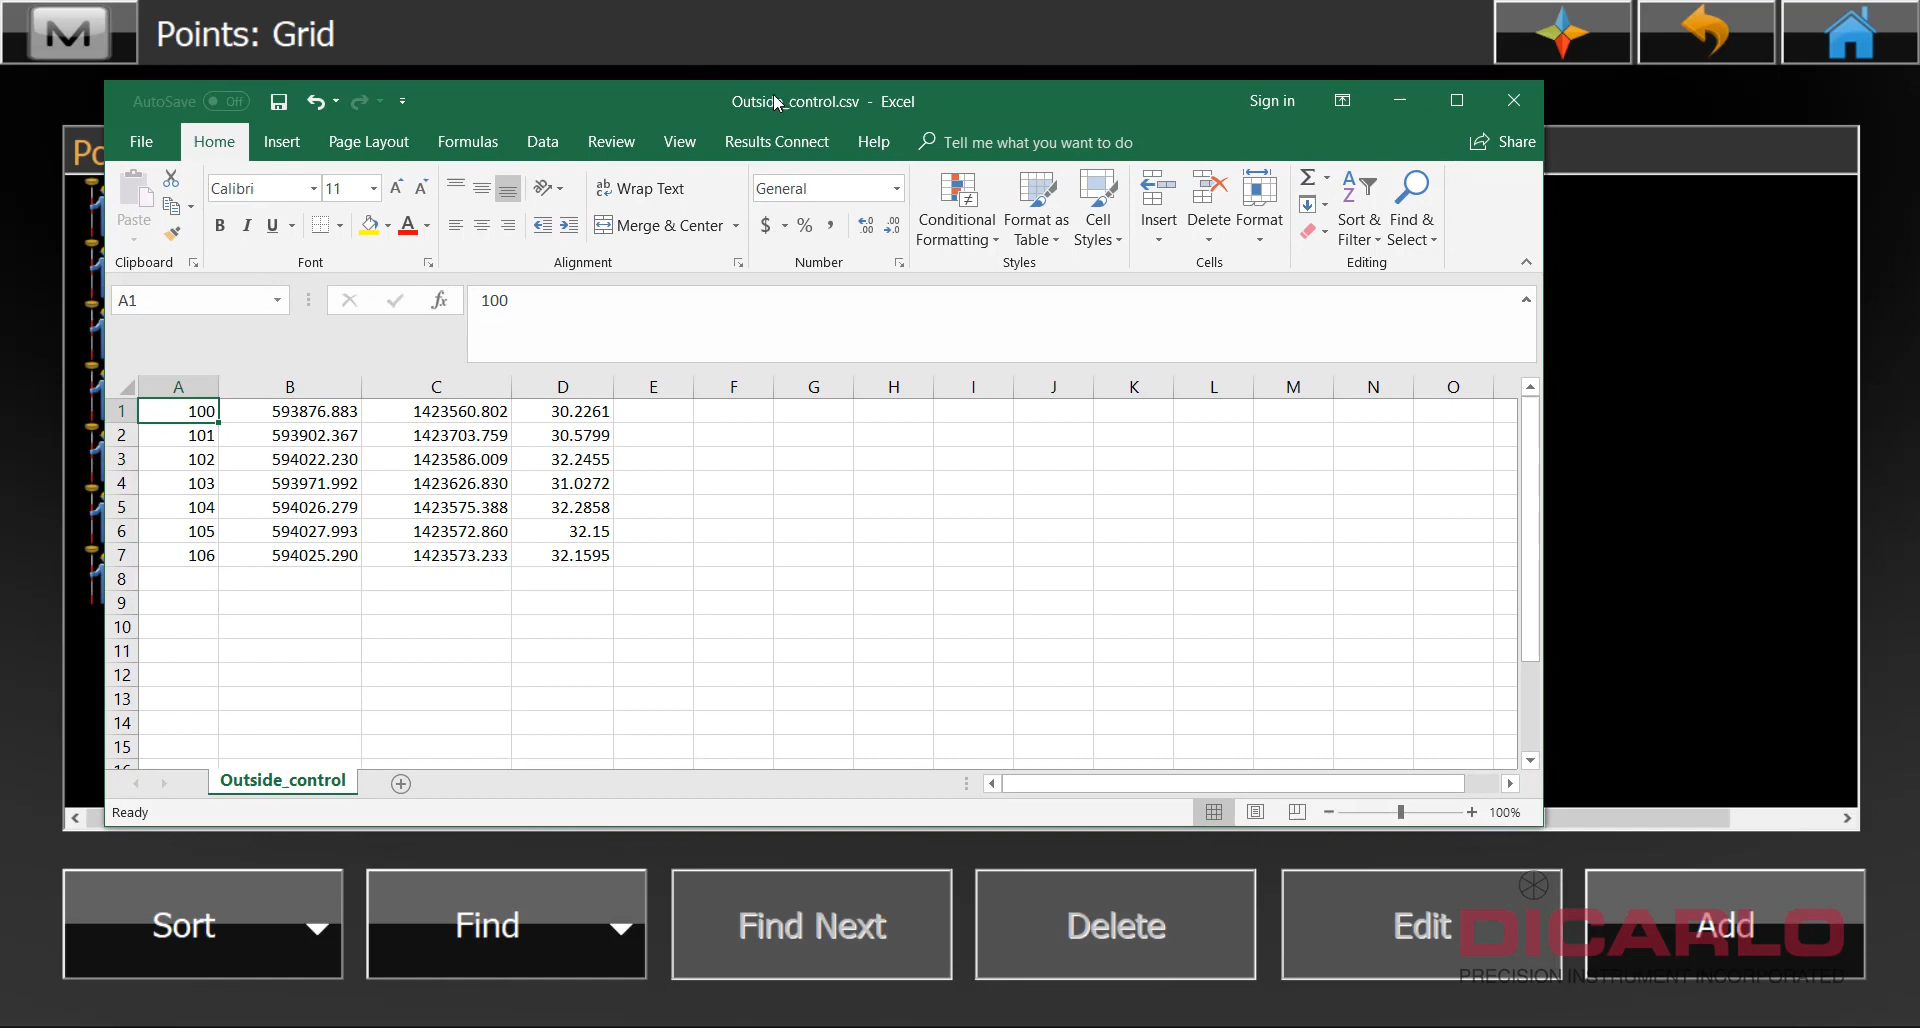 M Points: Grid
AutoSave Off Outside_control.csv - Excel Sign in
File Home Insert Page Layout Formulas Data Review View Results Connect Help Tell me what you want to do Share
Po
Calibri 11 Wrap Text General
Paste B I U Merge & Center $ % , Conditional Formatting Format as Table Cell Styles Insert Delete Format Sort & Filter Find & Select
Clipboard Font Alignment Number Styles Cells Editing
A1 fx 100
A B C D E F G H I J K L M N O
1 100 593876.883 1423560.802 30.2261
2 101 593902.367 1423703.759 30.5799
3 102 594022.230 1423586.009 32.2455
4 103 593971.992 1423626.830 31.0272
5 104 594026.279 1423575.388 32.2858
6 105 594027.993 1423572.860 32.15
7 106 594025.290 1423573.233 32.1595
8
9
10
11
12
13
14
15
16
Outside_control
Ready 100%
Sort Find Find Next Delete Edit Add
DICARLO
PRECISION INSTRUMENT INCORPORATED